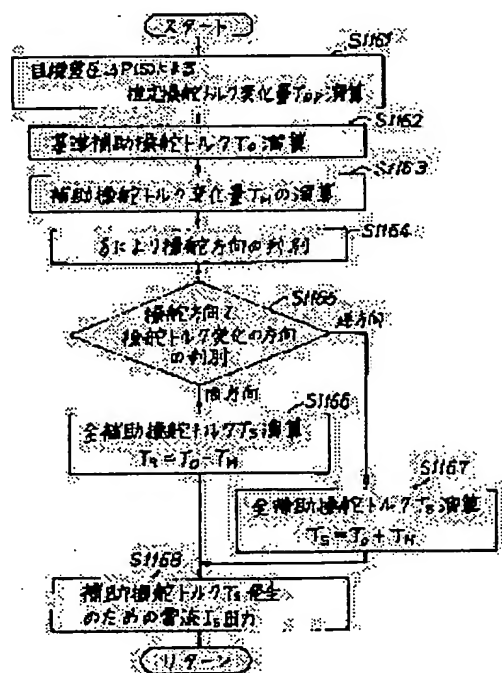 スタート
S1161
目標差圧ΔP(S)による
推定操舵トルク変化量TDP演算
S1162
基準補助操舵トルクT₀演算
S1163
補助操舵トルク変化量THの演算
S1164
δにより操舵方向の判別
S1165
操舵方向と
操舵トルク変化の方向
の判別
逆方向
同方向
S1166
全補助操舵トルクTS演算
TS=T₀-TH
S1167
全補助操舵トルクTS演算
TS=T₀+TH
S1168
補助操舵トルクTS発生
のための電流IS出力
リターン